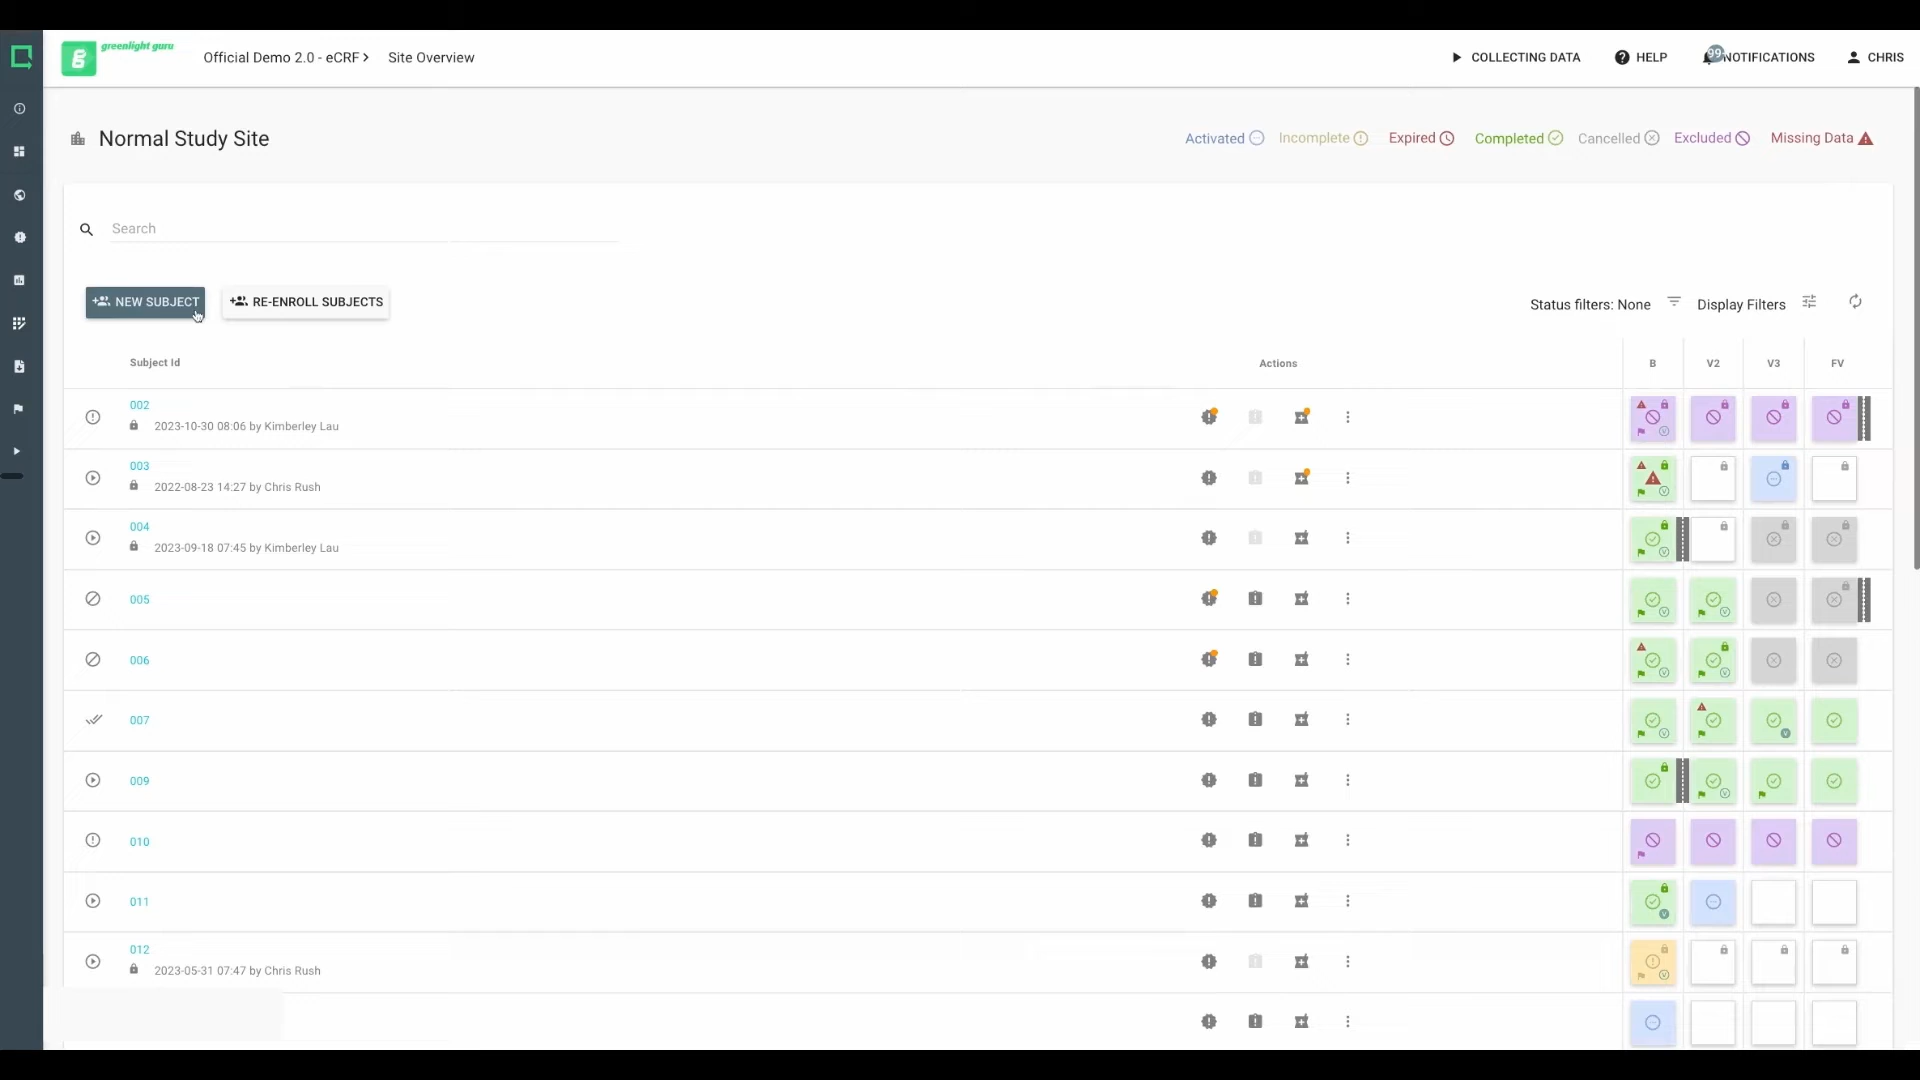 greenlight guru
Official Demo 2.0 - eCRF > Site Overview
COLLECTING DATA
HELP
99+
NOTIFICATIONS
CHRIS
Normal Study Site
Activated
Incomplete
Expired
Completed
Cancelled
Excluded
Missing Data
Search
NEW SUBJECT
RE-ENROLL SUBJECTS
Status filters: None
Display Filters
Subject Id
Actions
B
V2
V3
FV
002
2023-10-30 08:06 by Kimberley Lau
003
2022-08-23 14:27 by Chris Rush
004
2023-09-18 07:45 by Kimberley Lau
005
006
007
009
010
011
012
2023-05-31 07:47 by Chris Rush